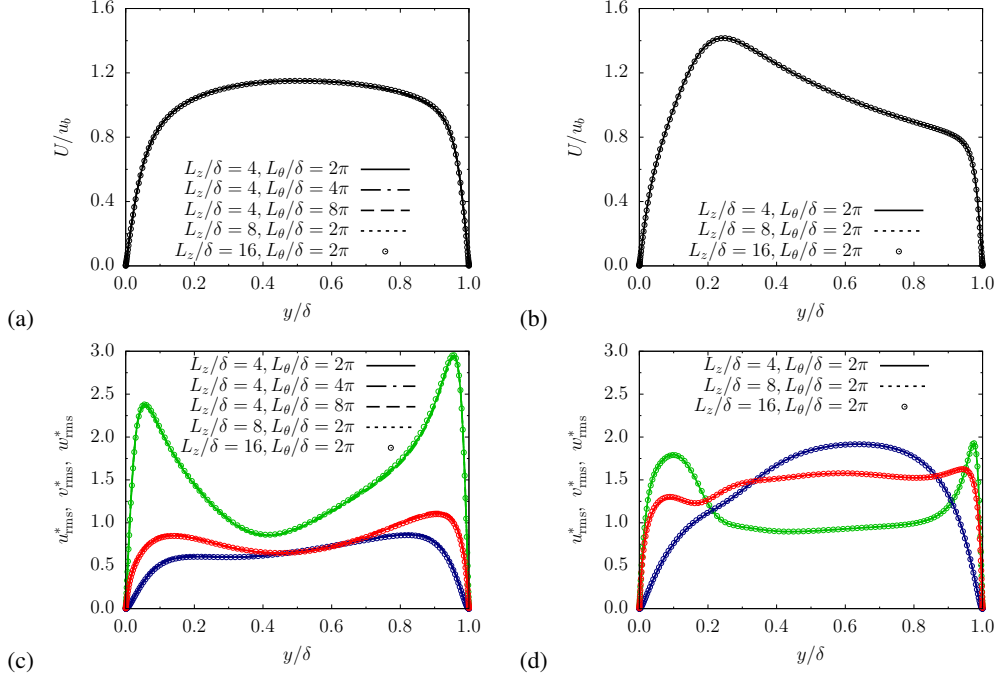 1.6
1.2
0.8
0.4
0.0
U/u_b
L_z/δ = 4, L_θ/δ = 2π
L_z/δ = 4, L_θ/δ = 4π
L_z/δ = 4, L_θ/δ = 8π
L_z/δ = 8, L_θ/δ = 2π
L_z/δ = 16, L_θ/δ = 2π
0.0 0.2 0.4 0.6 0.8 1.0
y/δ
(a)
1.6
1.2
0.8
0.4
0.0
U/u_b
L_z/δ = 4, L_θ/δ = 2π
L_z/δ = 8, L_θ/δ = 2π
L_z/δ = 16, L_θ/δ = 2π
0.0 0.2 0.4 0.6 0.8 1.0
y/δ
(b)
3.0
2.5
2.0
1.5
1.0
0.5
0.0
u*_rms, v*_rms, w*_rms
L_z/δ = 4, L_θ/δ = 2π
L_z/δ = 4, L_θ/δ = 4π
L_z/δ = 4, L_θ/δ = 8π
L_z/δ = 8, L_θ/δ = 2π
L_z/δ = 16, L_θ/δ = 2π
0.0 0.2 0.4 0.6 0.8 1.0
y/δ
(c)
3.0
2.5
2.0
1.5
1.0
0.5
0.0
u*_rms, v*_rms, w*_rms
L_z/δ = 4, L_θ/δ = 2π
L_z/δ = 8, L_θ/δ = 2π
L_z/δ = 16, L_θ/δ = 2π
0.0 0.2 0.4 0.6 0.8 1.0
y/δ
(d)